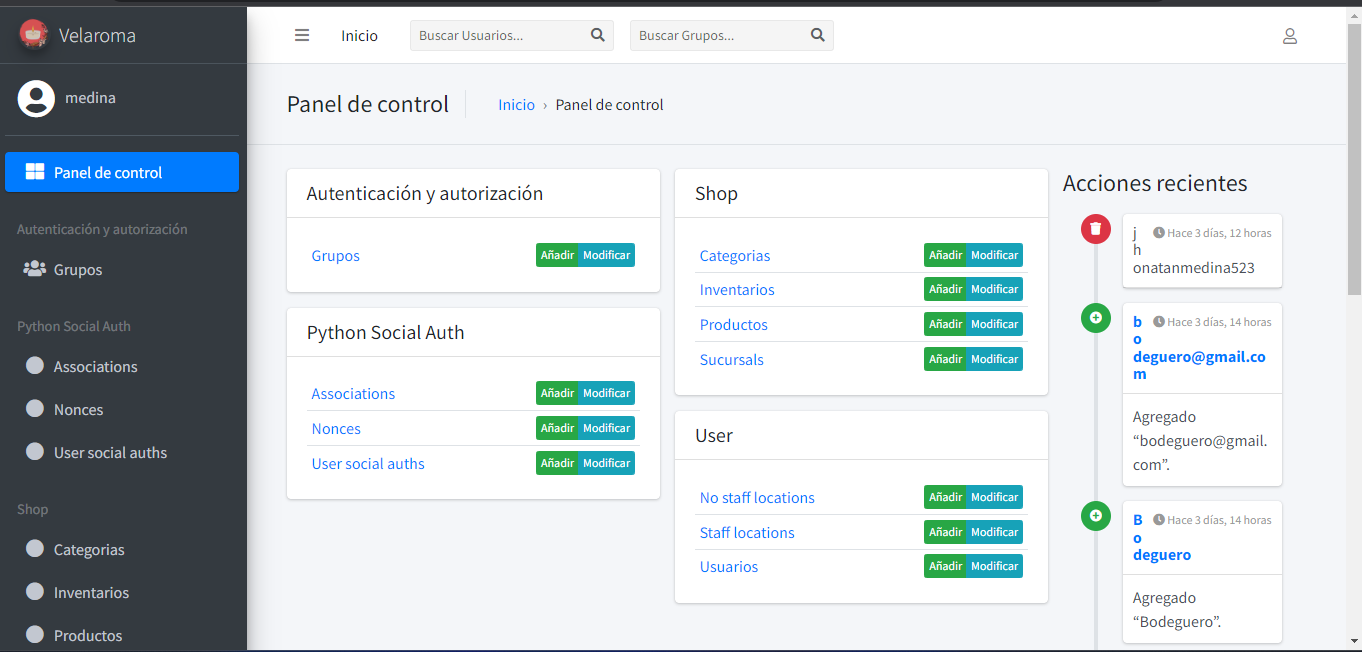 Velaroma
medina
Panel de control
Autenticación y autorización
Grupos
Python Social Auth
Associations
Nonces
User social auths
Shop
Categorias
Inventarios
Productos
Inicio
Buscar Usuarios...
Buscar Grupos...
Panel de control
Inicio › Panel de control
Autenticación y autorización
Grupos Añadir Modificar
Python Social Auth
Associations Añadir Modificar
Nonces Añadir Modificar
User social auths Añadir Modificar
Shop
Categorias Añadir Modificar
Inventarios Añadir Modificar
Productos Añadir Modificar
Sucursals Añadir Modificar
User
No staff locations Añadir Modificar
Staff locations Añadir Modificar
Usuarios Añadir Modificar
Acciones recientes
j Hace 3 días, 12 horas
h
onatanmedina523
b Hace 3 días, 14 horas
o
deguero@gmail.co
m
Agregado
“bodeguero@gmail.
com”.
B Hace 3 días, 14 horas
o
deguero
Agregado
“Bodeguero”.